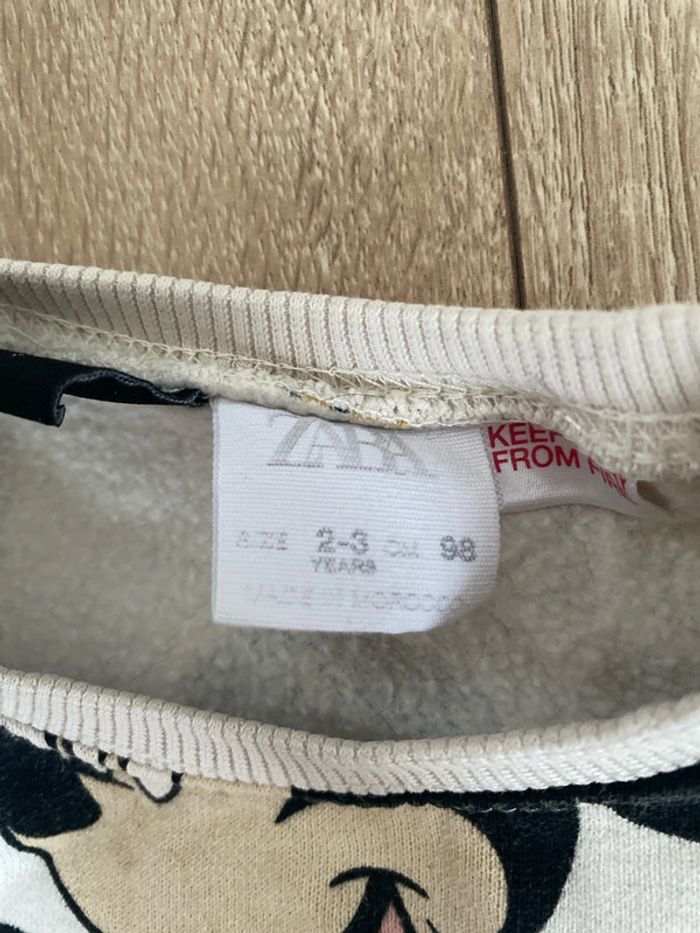 ZARA
SIZE 2-3 CM 98
YEARS
MADE IN MOROCCO
KEEP
FROM FIRE